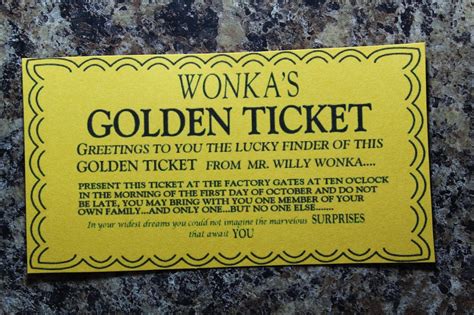 WONKA'S
GOLDEN TICKET
GREETINGS TO YOU THE LUCKY FINDER OF THIS
GOLDEN TICKET FROM MR. WILLY WONKA....
PRESENT THIS TICKET AT THE FACTORY GATES AT TEN O'CLOCK
IN THE MORNING OF THE FIRST DAY OF OCTOBER AND DO NOT
BE LATE, YOU MAY BRING WITH YOU ONE MEMBER OF YOUR
OWN FAMILY...AND ONLY ONE...BUT NO ONE ELSE.......
In your widest dreams you could not imagine the marvelous SURPRISES
that await YOU